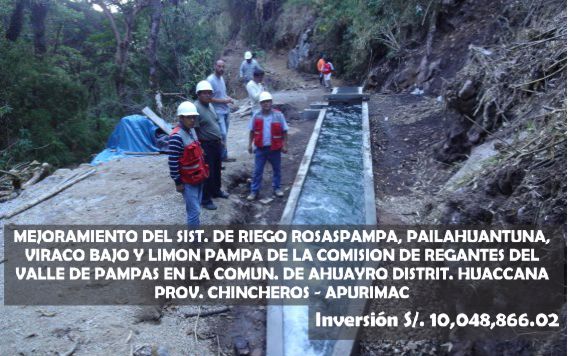 MEJORAMIENTO DEL SIST. DE RIEGO ROSASPAMPA, PAILAHUANTUNA,
VIRACO BAJO Y LIMON PAMPA DE LA COMISION DE REGANTES DEL
VALLE DE PAMPAS EN LA COMUN. DE AHUAYRO DISTRIT. HUACCANA
PROV. CHINCHEROS - APURIMAC
Inversión S/. 10,048,866.02